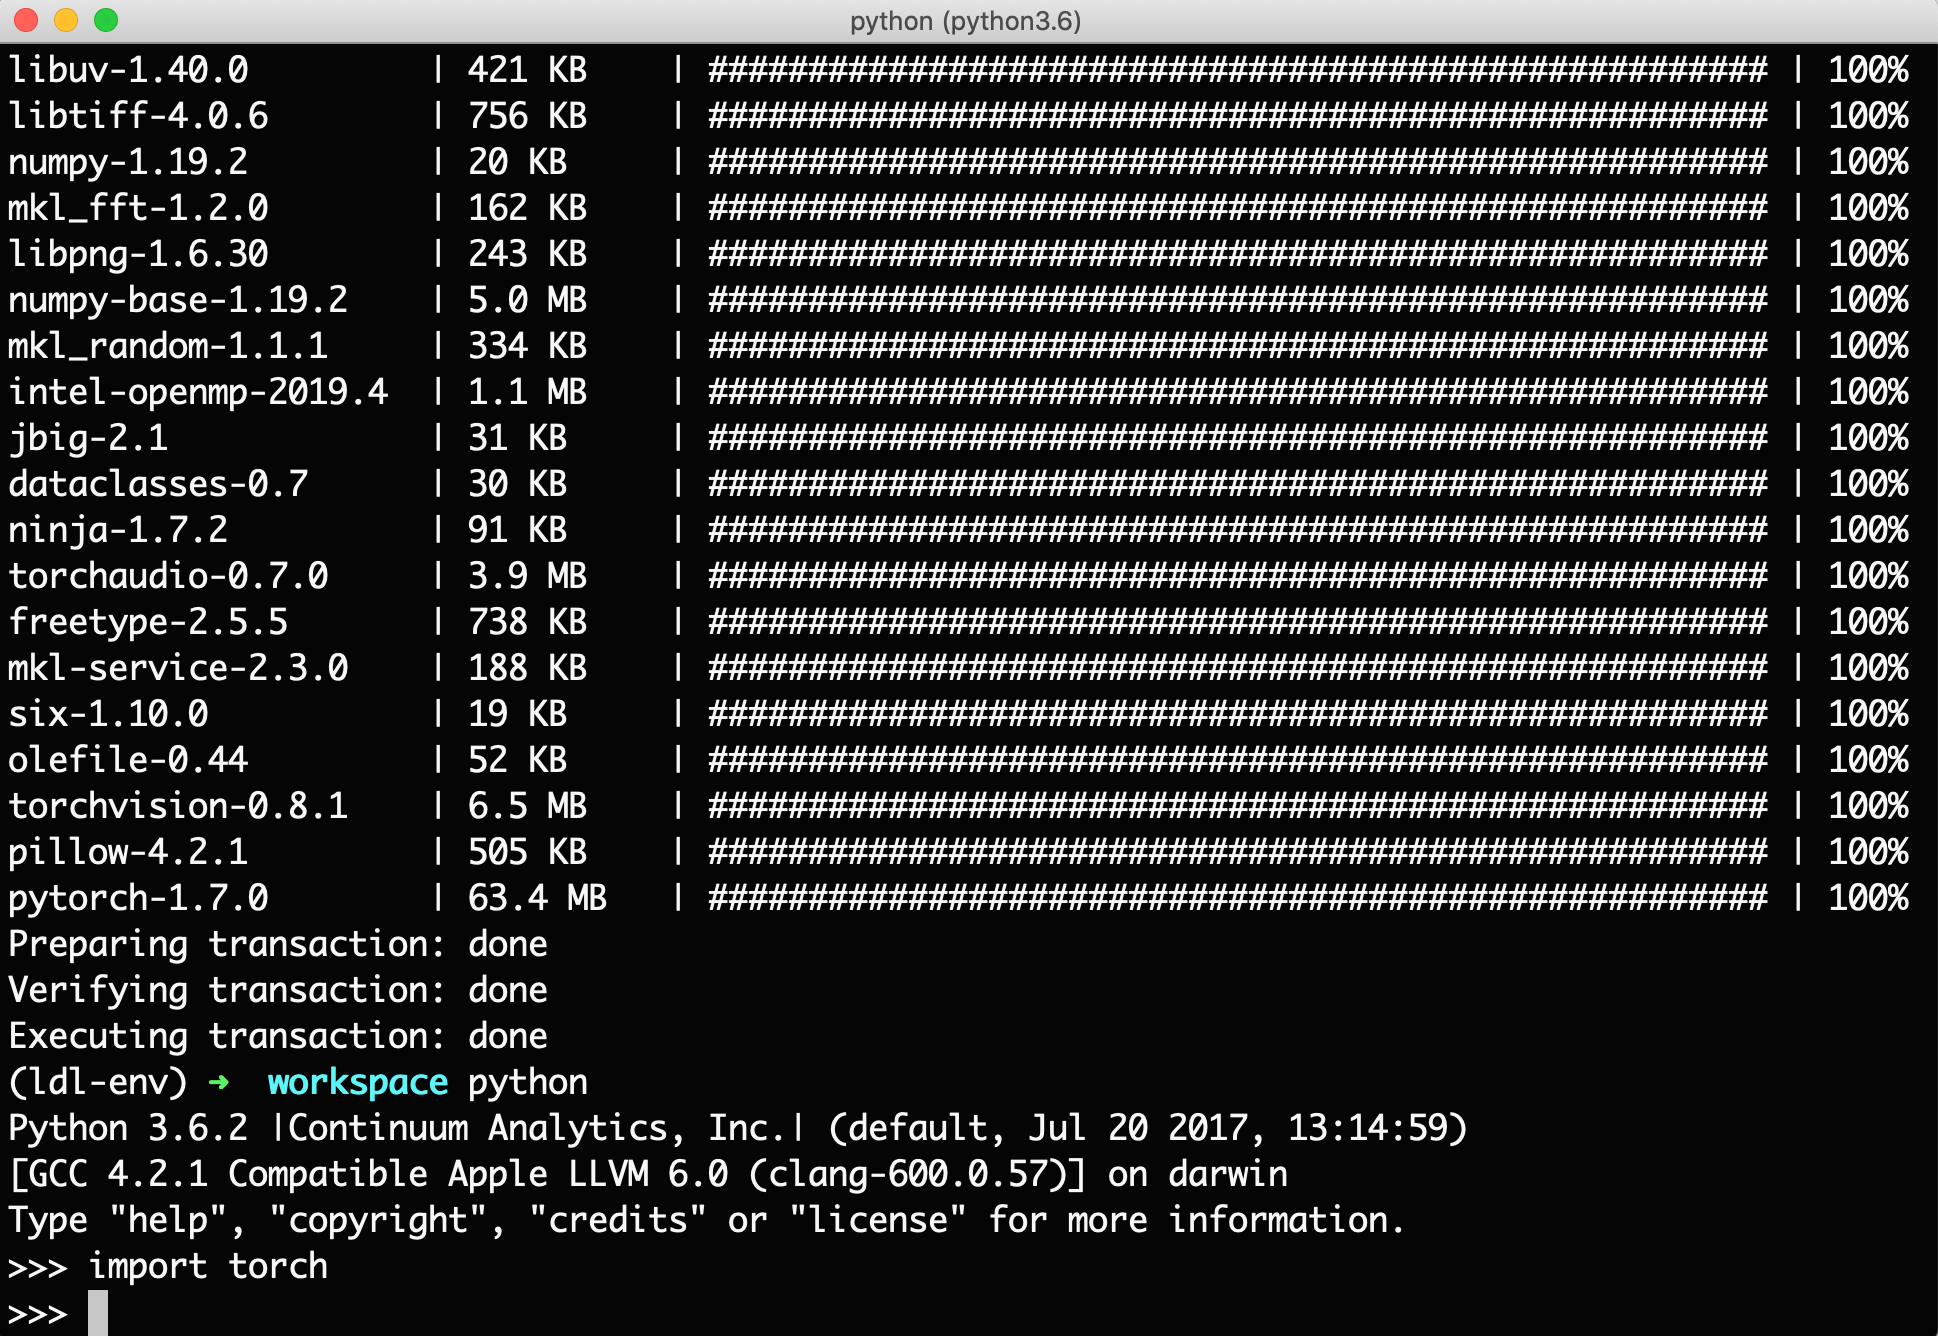 python (python3.6)
libuv-1.40.0         | 421 KB    | ##################################################### | 100%
libtiff-4.0.6        | 756 KB    | ##################################################### | 100%
numpy-1.19.2         | 20 KB     | ##################################################### | 100%
mkl_fft-1.2.0        | 162 KB    | ##################################################### | 100%
libpng-1.6.30        | 243 KB    | ##################################################### | 100%
numpy-base-1.19.2    | 5.0 MB    | ##################################################### | 100%
mkl_random-1.1.1     | 334 KB    | ##################################################### | 100%
intel-openmp-2019.4  | 1.1 MB    | ##################################################### | 100%
jbig-2.1             | 31 KB     | ##################################################### | 100%
dataclasses-0.7      | 30 KB     | ##################################################### | 100%
ninja-1.7.2          | 91 KB     | ##################################################### | 100%
torchaudio-0.7.0     | 3.9 MB    | ##################################################### | 100%
freetype-2.5.5       | 738 KB    | ##################################################### | 100%
mkl-service-2.3.0    | 188 KB    | ##################################################### | 100%
six-1.10.0           | 19 KB     | ##################################################### | 100%
olefile-0.44         | 52 KB     | ##################################################### | 100%
torchvision-0.8.1    | 6.5 MB    | ##################################################### | 100%
pillow-4.2.1         | 505 KB    | ##################################################### | 100%
pytorch-1.7.0        | 63.4 MB   | ##################################################### | 100%
Preparing transaction: done
Verifying transaction: done
Executing transaction: done
(ldl-env) ➜  workspace python
Python 3.6.2 |Continuum Analytics, Inc.| (default, Jul 20 2017, 13:14:59)
[GCC 4.2.1 Compatible Apple LLVM 6.0 (clang-600.0.57)] on darwin
Type "help", "copyright", "credits" or "license" for more information.
>>> import torch
>>>